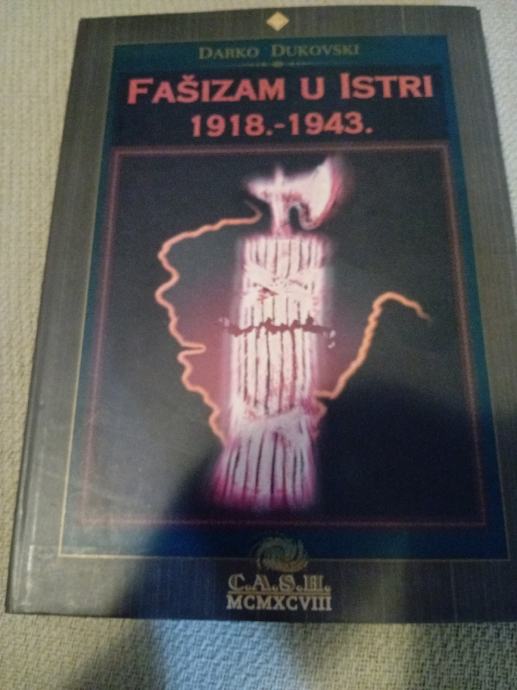 DARKO DUKOVSKI
FAŠIZAM U ISTRI
1918.-1943.
C.A.S.H.
MCMXCVIII